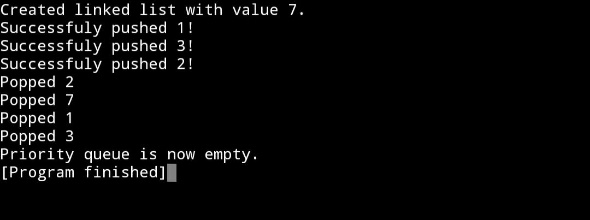 Created linked list with value 7.
Successfuly pushed 1!
Successfuly pushed 3!
Successfuly pushed 2!
Popped 2
Popped 7
Popped 1
Popped 3
Priority queue is now empty.
[Program finished]